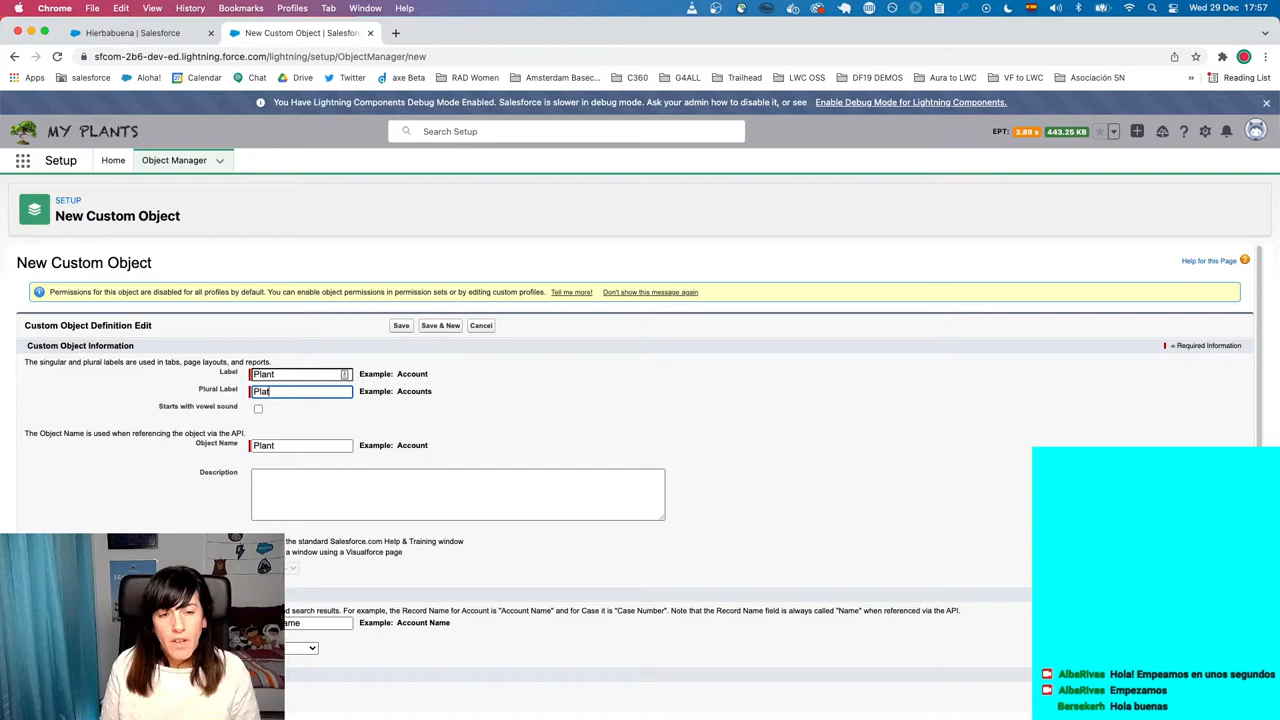 Chrome File Edit View History Bookmarks Profiles Tab Window Help
Wed 29 Dec 17:57
Hierbabuena | Salesforce
New Custom Object | Salesfo
sfcom-2b6-dev-ed.lightning.force.com/lightning/setup/ObjectManager/new
Apps salesforce Aloha! Calendar Chat Drive Twitter axe Beta RAD Women Amsterdam Basec... C360 G4ALL Trailhead LWC OSS DF19 DEMOS Aura to LWC VF to LWC Asociación SN » Reading List
You Have Lightning Components Debug Mode Enabled. Salesforce is slower in debug mode. Ask your admin how to disable it, or see Enable Debug Mode for Lightning Components.
MY PLANTS
Search Setup
EPT: 3.89 s 443.25 KB
Setup Home Object Manager
SETUP
New Custom Object
New Custom Object
Help for this Page
Permissions for this object are disabled for all profiles by default. You can enable object permissions in permission sets or by editing custom profiles. Tell me more! Don't show this message again
Custom Object Definition Edit Save Save & New Cancel
Custom Object Information
= Required Information
The singular and plural labels are used in tabs, page layouts, and reports.
Label Plant Example: Account
Plural Label Plat Example: Accounts
Starts with vowel sound
The Object Name is used when referencing the object via the API.
Object Name Plant Example: Account
Description
the standard Salesforce.com Help & Training window
a window using a Visualforce page
nd search results. For example, the Record Name for Account is "Account Name" and for Case it is "Case Number". Note that the Record Name field is always called "Name" when referenced via the API.
ame Example: Account Name
AlbaRivas Hola! Empeamos en unos segundos
AlbaRivas Empezamos
Bersekerh Hola buenas